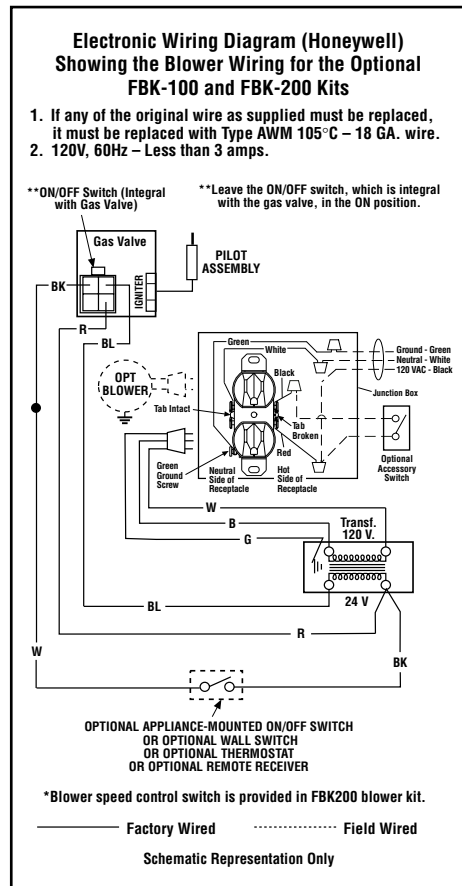 Electronic Wiring Diagram (Honeywell)
Showing the Blower Wiring for the Optional
FBK-100 and FBK-200 Kits
1. If any of the original wire as supplied must be replaced,
it must be replaced with Type AWM 105°C – 18 GA. wire.
2. 120V, 60Hz – Less than 3 amps.
**ON/OFF Switch (Integral
with Gas Valve)
**Leave the ON/OFF switch, which is integral
with the gas valve, in the ON position.
Gas Valve
IGNITER
PILOT
ASSEMBLY
BK
R
BL
OPT
BLOWER
Green
White
Black
Ground - Green
Neutral - White
120 VAC - Black
Junction Box
Tab Intact
Tab
Broken
Red
Green
Ground
Screw
Neutral
Side of
Receptacle
Hot
Side of
Receptacle
Optional
Accessory
Switch
W
B
G
Transf.
120 V.
24 V
BL
R
W
BK
OPTIONAL APPLIANCE-MOUNTED ON/OFF SWITCH
OR OPTIONAL WALL SWITCH
OR OPTIONAL THERMOSTAT
OR OPTIONAL REMOTE RECEIVER
*Blower speed control switch is provided in FBK200 blower kit.
Factory Wired
Field Wired
Schematic Representation Only